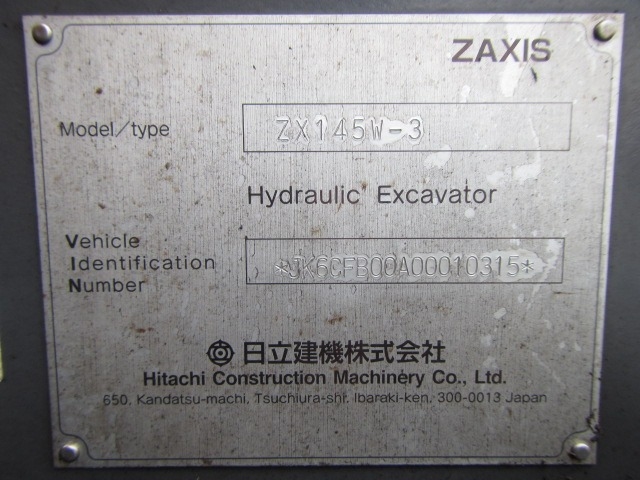 ZAXIS
Model/type ZX145W-3
Hydraulic Excavator
Vehicle
Identification *JK6CFB00A00010315*
Number
日立建機株式会社
Hitachi Construction Machinery Co., Ltd.
650, Kandatsu-machi, Tsuchiura-shi, Ibaraki-ken, 300-0013 Japan